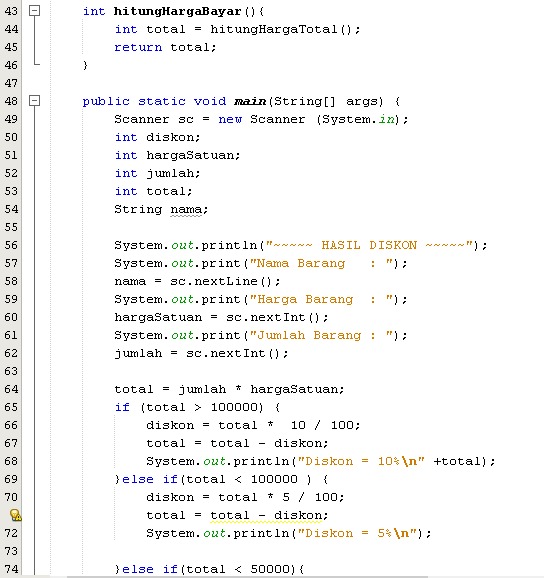 43 int hitungHargaBayar(){
44 int total = hitungHargaTotal();
45 return total;
46 }
47
48 public static void main(String[] args) {
49 Scanner sc = new Scanner (System.in);
50 int diskon;
51 int hargaSatuan;
52 int jumlah;
53 int total;
54 String nama;
55
56 System.out.println("~~~~~ HASIL DISKON ~~~~~");
57 System.out.print("Nama Barang   : ");
58 nama = sc.nextLine();
59 System.out.print("Harga Barang  : ");
60 hargaSatuan = sc.nextInt();
61 System.out.print("Jumlah Barang : ");
62 jumlah = sc.nextInt();
63
64 total = jumlah * hargaSatuan;
65 if (total > 100000) {
66 diskon = total *  10 / 100;
67 total = total - diskon;
68 System.out.println("Diskon = 10%\n" +total);
69 }else if(total < 100000 ) {
70 diskon = total * 5 / 100;
total = total - diskon;
72 System.out.println("Diskon = 5%\n");
73
74 }else if(total < 50000){